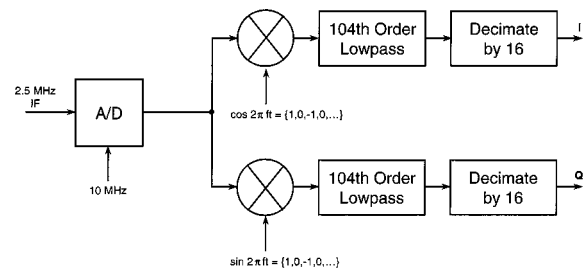 2.5 MHz
IF
A/D
10 MHz
cos 2π ft = {1,0,-1,0,...}
104th Order
Lowpass
Decimate
by 16
I
sin 2π ft = {1,0,-1,0,...}
104th Order
Lowpass
Decimate
by 16
Q